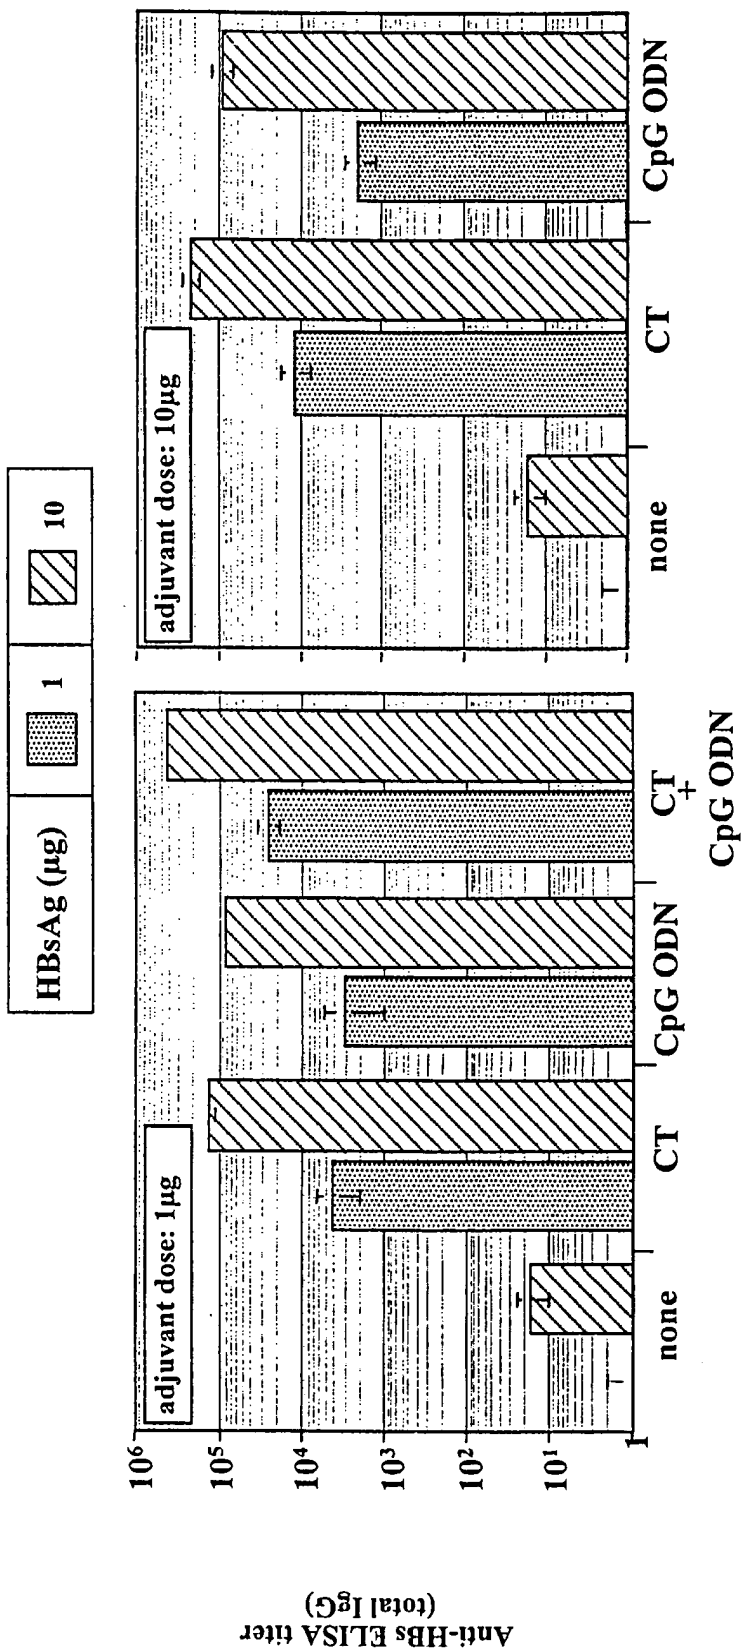 HBsAg (µg)
1
10
Anti-HBs ELISA titer
(total IgG)
10⁶
10⁵
10⁴
10³
10²
10¹
1
adjuvant dose: 1µg
none
CT
CpG ODN
CT
+
CpG ODN
adjuvant dose: 10µg
none
CT
CpG ODN